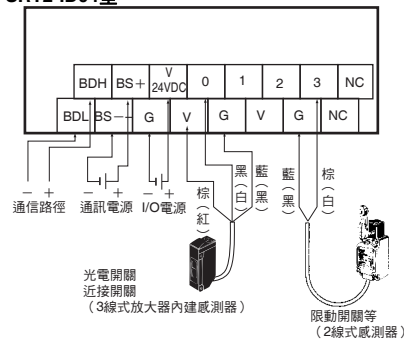 BDH BS+ V 24VDC 0 1 2 3 NC
BDL BS− G V G V G NC
− + − + − +
通信路徑 通訊電源 I/O電源
棕(紅)
黑(白)
藍(黑)
藍(黑)
棕(白)
光電開關
近接開關
（3線式放大器內建感測器）
限動開關等
（2線式感測器）